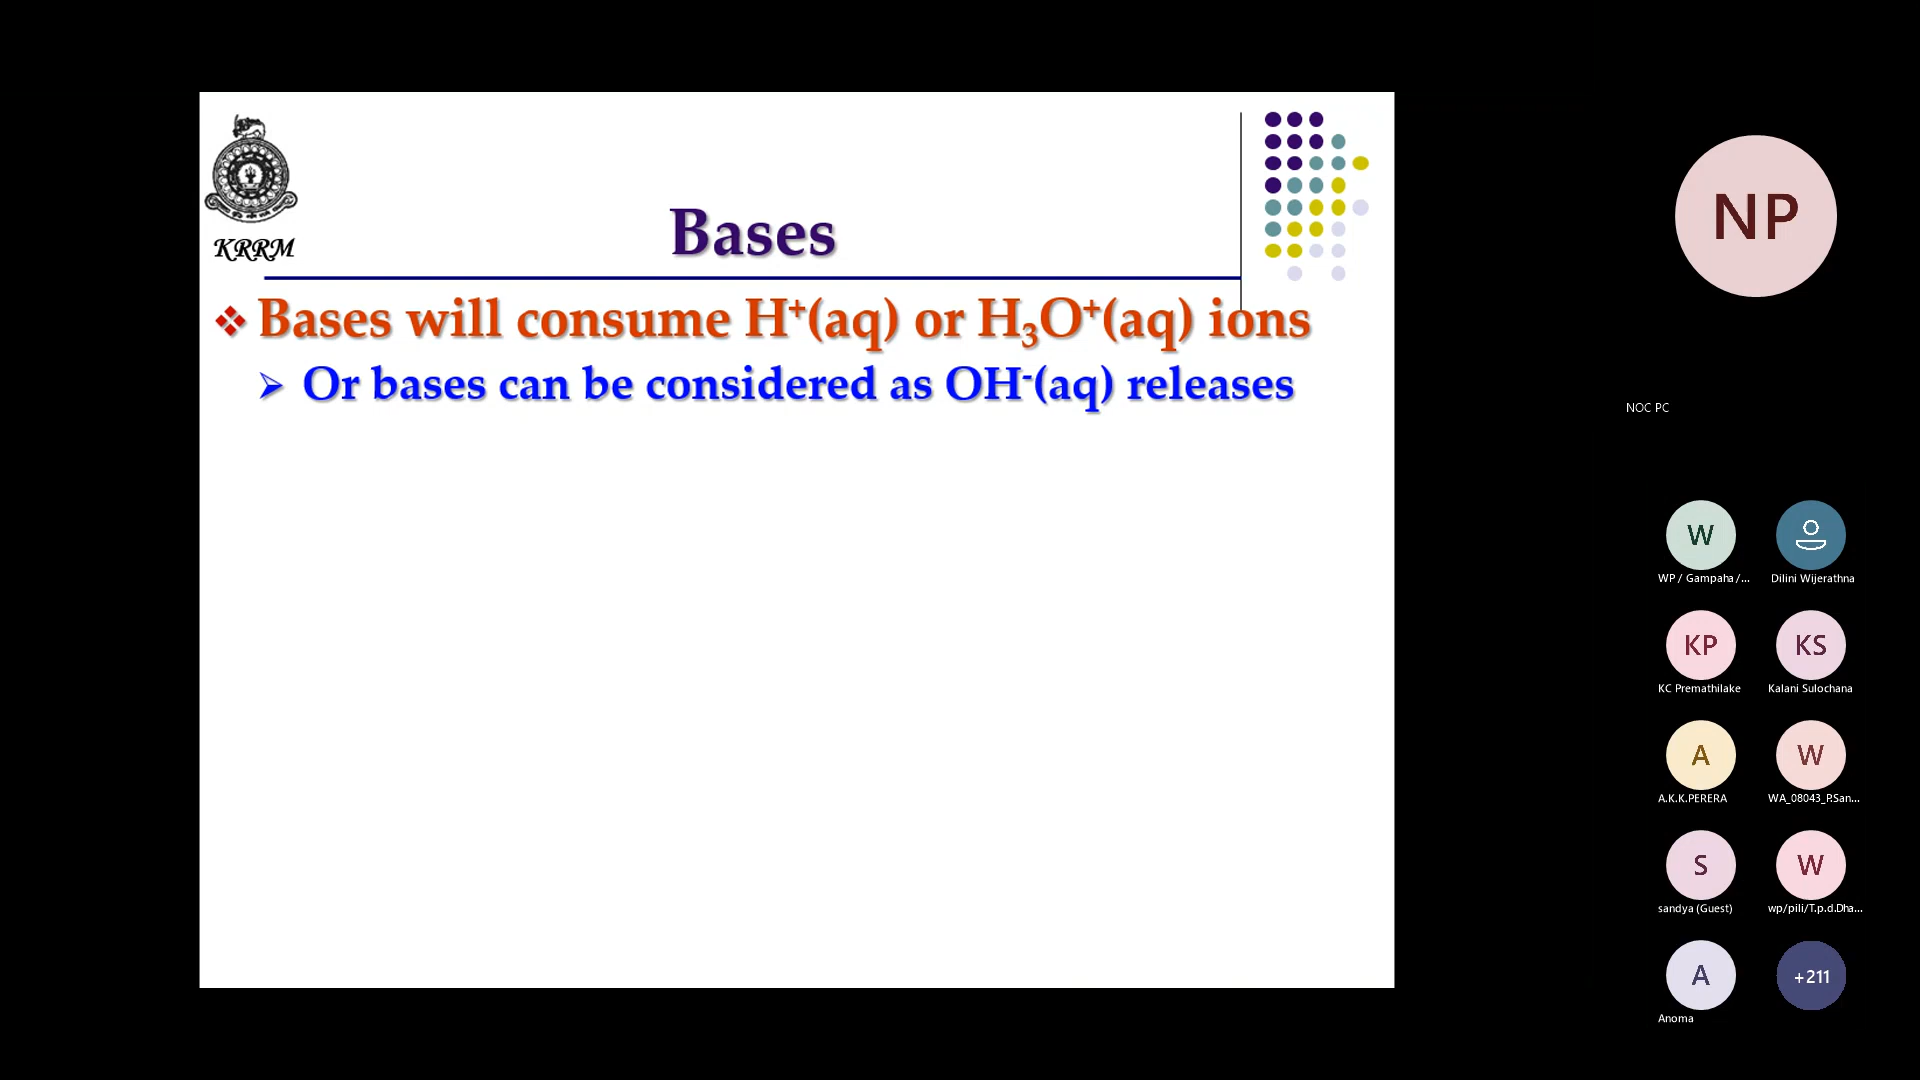 KRRM
Bases
Bases will consume H⁺(aq) or H₃O⁺(aq) ions
Or bases can be considered as OH⁻(aq) releases
NP
NOC PC
W
WP / Gampaha /...
Dilini Wijerathna
KP
KC Premathilake
KS
Kalani Sulochana
A
A.K.K.PERERA
W
WA_08043_P.San...
S
sandya (Guest)
W
wp/pili/T.p.d.Dha...
A
Anoma
+211